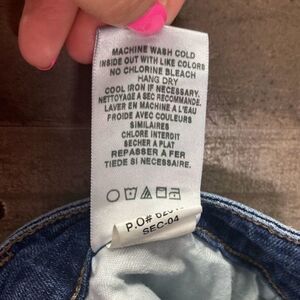 MACHINE WASH COLD
INSIDE OUT WITH LIKE COLORS
NO CHLORINE BLEACH
HANG DRY
COOL IRON IF NECESSARY.
NETTOYAGE A SEC RECOMMANDE.
LAVER EN MACHINE A L'EAU
FROIDE AVEC COULEURS
SIMILAIRES
CHLORE INTERDIT
SECHER A PLAT
REPASSER A FER
TIEDE SI NECESSAIRE.
P.O#
SEC-04